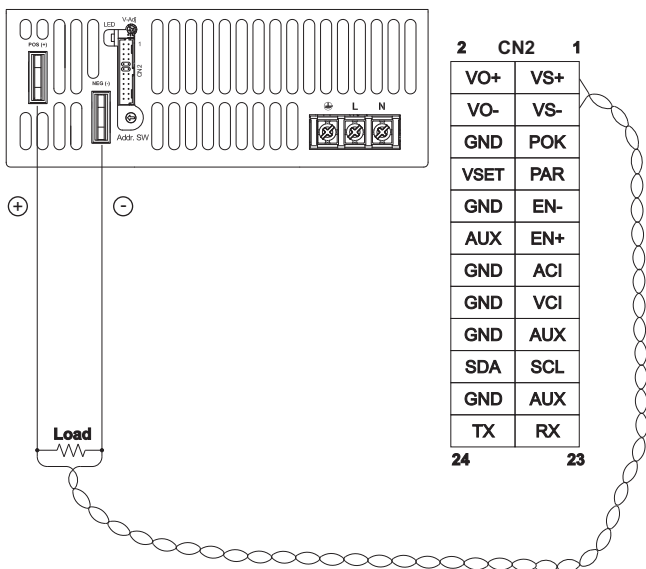 V-Adj
LED
POS (+)
1
CN2
NEG (-)
Addr. SW
L N
+ -
Load
2 CN2 1
VO+ VS+
VO- VS-
GND POK
VSET PAR
GND EN-
AUX EN+
GND ACI
GND VCI
GND AUX
SDA SCL
GND AUX
TX RX
24 23